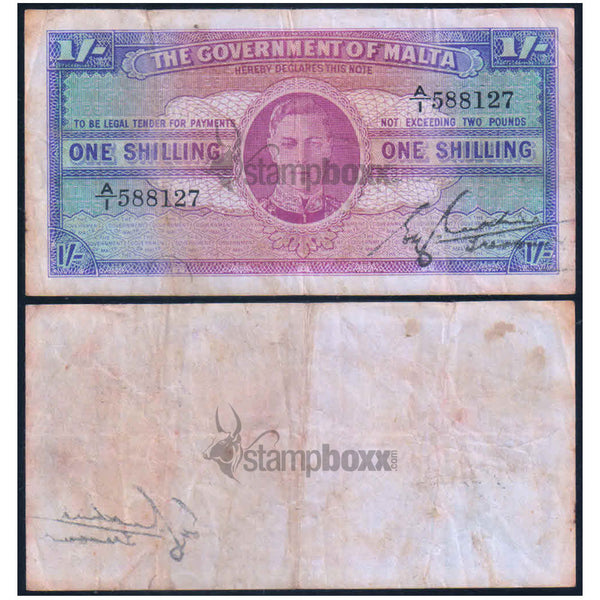 1/- THE GOVERNMENT OF MALTA 1/-
HEREBY DECLARES THIS NOTE
A/1 588127
TO BE LEGAL TENDER FOR PAYMENTS NOT EXCEEDING TWO POUNDS
ONE SHILLING ONE SHILLING
stampboxx.com
A/1 588127
1/- 1/-
stampboxx.com